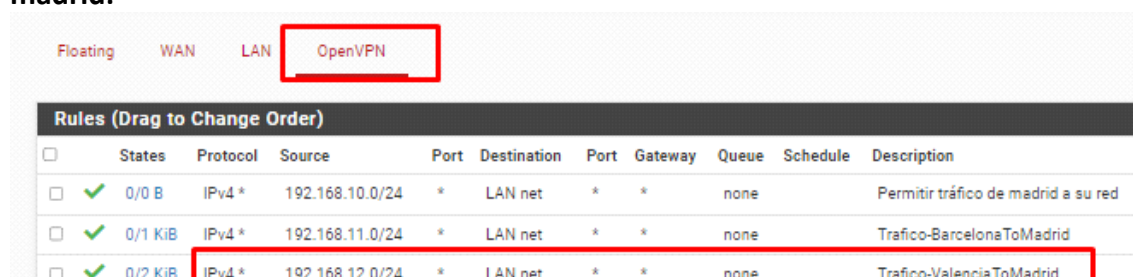 madrid.
Floating WAN LAN OpenVPN
Rules (Drag to Change Order)
States Protocol Source Port Destination Port Gateway Queue Schedule Description
0/0 B IPv4 * 192.168.10.0/24 * LAN net * * none Permitir tráfico de madrid a su red
0/1 KiB IPv4 * 192.168.11.0/24 * LAN net * * none Trafico-BarcelonaToMadrid
0/2 KiB IPv4 * 192.168.12.0/24 * LAN net * * none Trafico-ValenciaToMadrid